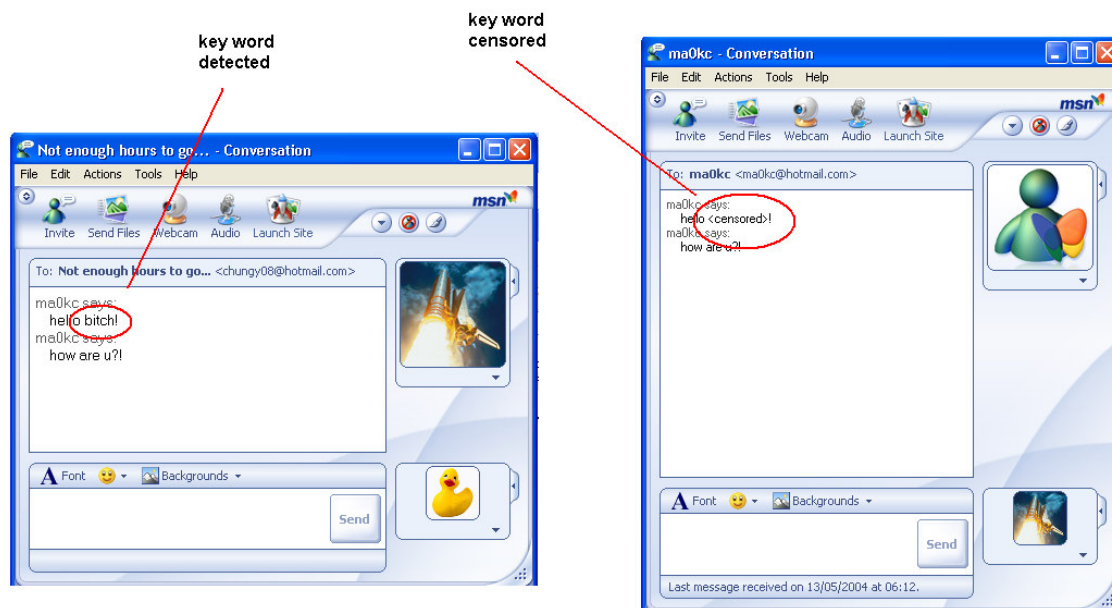 key word
detected
key word
censored
Not enough hours to go... - Conversation
File Edit Actions Tools Help
Invite Send Files Webcam Audio Launch Site
msn
To: Not enough hours to go... <chungy08@hotmail.com>
ma0kc says:
hello bitch!
ma0kc says:
how are u?!
A Font Backgrounds
Send
ma0kc - Conversation
File Edit Actions Tools Help
msn
Invite Send Files Webcam Audio Launch Site
To: ma0kc <ma0kc@hotmail.com>
ma0kc says:
hello <censored>!
ma0kc says:
how are u?!
A Font Backgrounds
Send
Last message received on 13/05/2004 at 06:12.